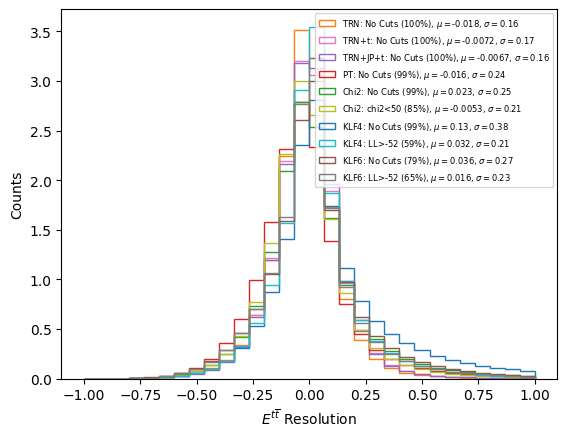 TRN: No Cuts (100%), μ=-0.018, σ = 0.16
TRN+t: No Cuts (100%), μ=-0.0072, σ = 0.17
TRN+JP+t: No Cuts (100%), μ=-0.0067, σ = 0.16
PT: No Cuts (99%), μ=-0.016, σ = 0.24
Chi2: No Cuts (99%), μ=0.023, σ = 0.25
Chi2: chi2<50 (85%), μ=-0.0053, σ = 0.21
KLF4: No Cuts (99%), μ=0.13, σ = 0.38
KLF4: LL>-52 (59%), μ=0.032, σ = 0.21
KLF6: No Cuts (79%), μ=0.036, σ = 0.27
KLF6: LL>-52 (65%), μ=0.016, σ = 0.23
3.5
3.0
2.5
2.0
1.5
1.0
0.5
0.0
Counts
−1.00 −0.75 −0.50 −0.25 0.00 0.25 0.50 0.75 1.00
E^{tt̅} Resolution